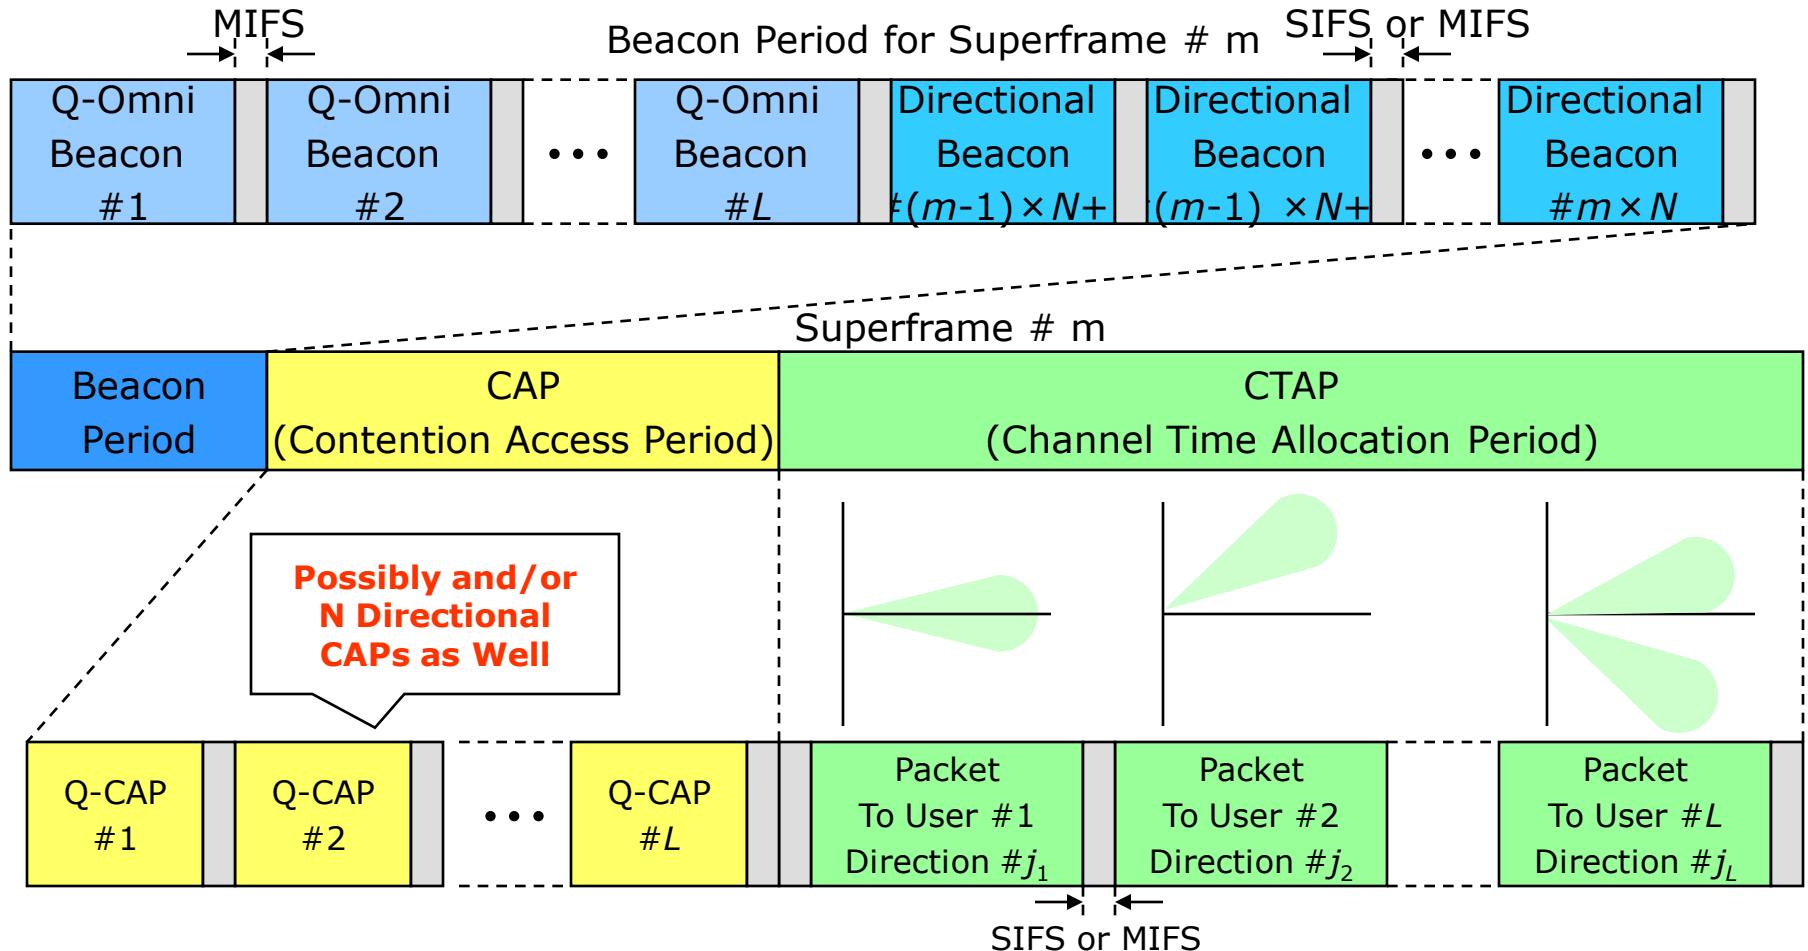 MIFS
Beacon Period for Superframe # m
SIFS or MIFS
Q-Omni
Beacon
#1
Q-Omni
Beacon
#2
•••
Q-Omni
Beacon
#L
Directional
Beacon
#(m-1)×N+
Directional
Beacon
(m-1) ×N+
•••
Directional
Beacon
#m×N
Superframe # m
Beacon
Period
CAP
(Contention Access Period)
CTAP
(Channel Time Allocation Period)
Possibly and/or
N Directional
CAPs as Well
Q-CAP
#1
Q-CAP
#2
•••
Q-CAP
#L
Packet
To User #1
Direction #j1
Packet
To User #2
Direction #j2
Packet
To User #L
Direction #jL
SIFS or MIFS